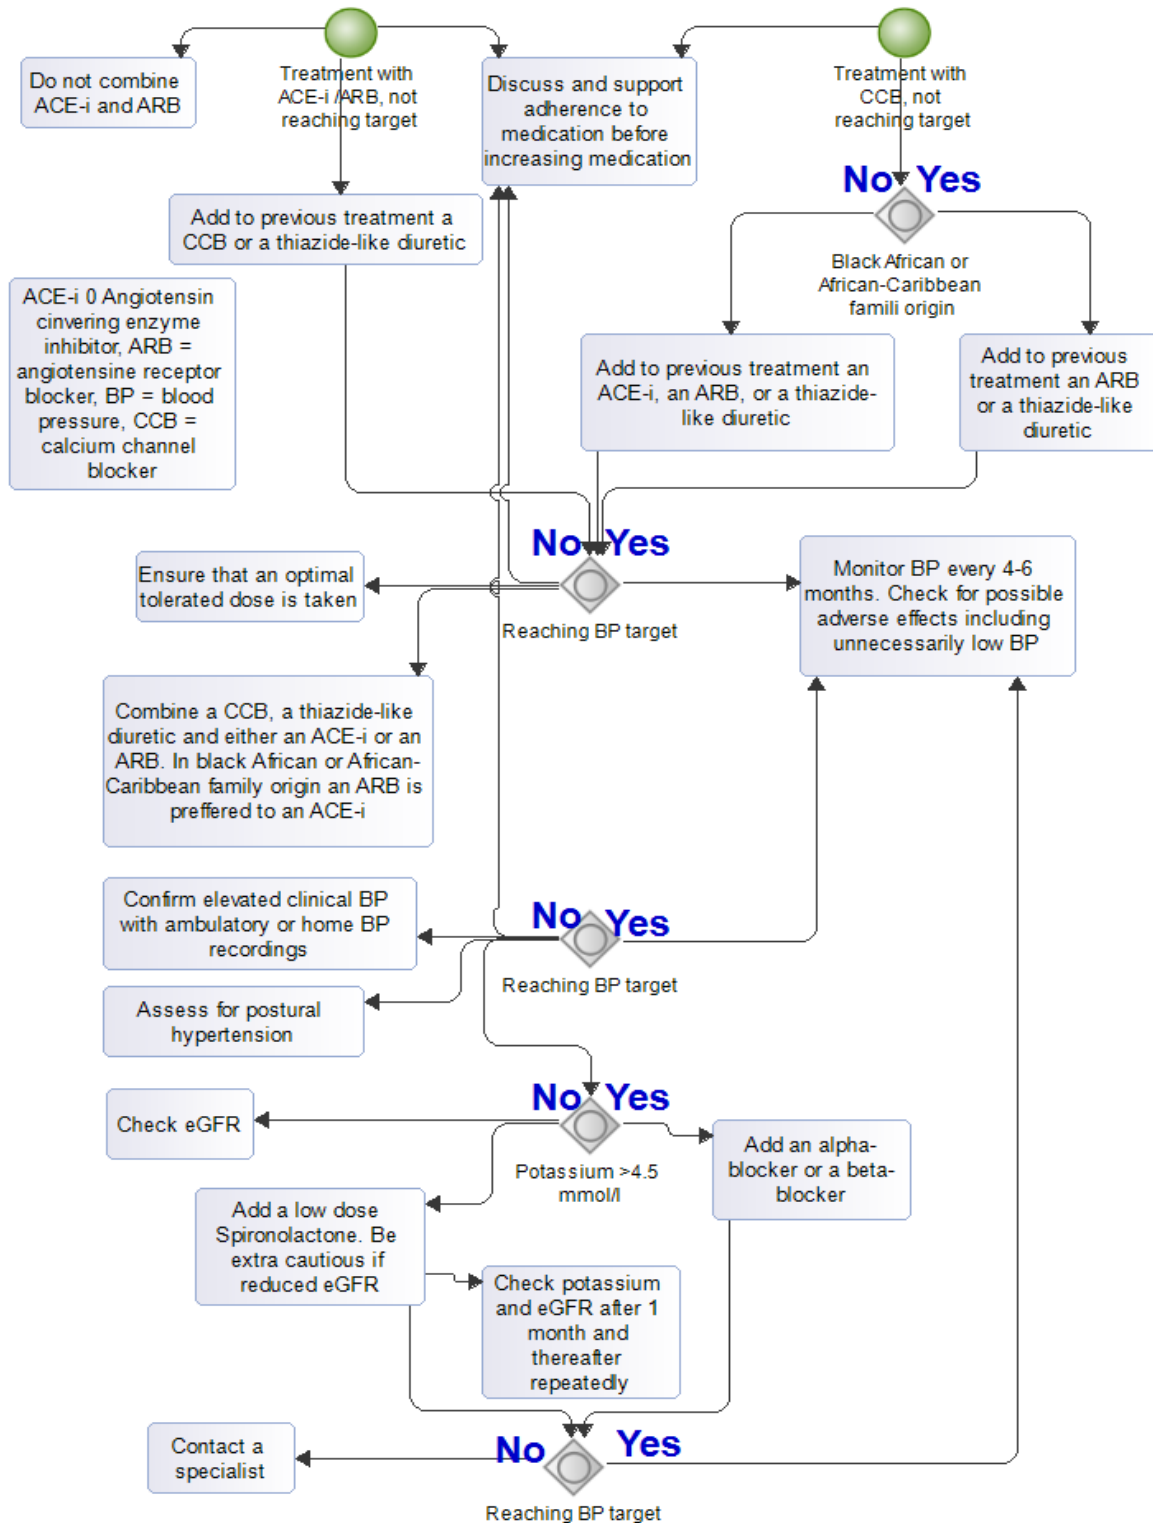 Do not combine
ACE-i and ARB
Treatment with
ACE-i /ARB, not
reaching target
Discuss and support
adherence to
medication before
increasing medication
Treatment with
CCB, not
reaching target
No Yes
Black African or
African-Caribbean
famili origin
Add to previous treatment a
CCB or a thiazide-like diuretic
ACE-i 0 Angiotensin
cinvering enzyme
inhibitor, ARB =
angiotensine receptor
blocker, BP = blood
pressure, CCB =
calcium channel
blocker
Add to previous treatment an
ACE-i, an ARB, or a thiazide-
like diuretic
Add to previous
treatment an ARB
or a thiazide-like
diuretic
No Yes
Reaching BP target
Ensure that an optimal
tolerated dose is taken
Monitor BP every 4-6
months. Check for possible
adverse effects including
unnecessarily low BP
Combine a CCB, a thiazide-like
diuretic and either an ACE-i or an
ARB. In black African or African-
Caribbean family origin an ARB is
preffered to an ACE-i
No Yes
Reaching BP target
Confirm elevated clinical BP
with ambulatory or home BP
recordings
Assess for postural
hypertension
No Yes
Potassium >4.5
mmol/l
Check eGFR
Add an alpha-
blocker or a beta-
blocker
Add a low dose
Spironolactone. Be
extra cautious if
reduced eGFR
Check potassium
and eGFR after 1
month and
thereafter
repeatedly
No Yes
Reaching BP target
Contact a
specialist